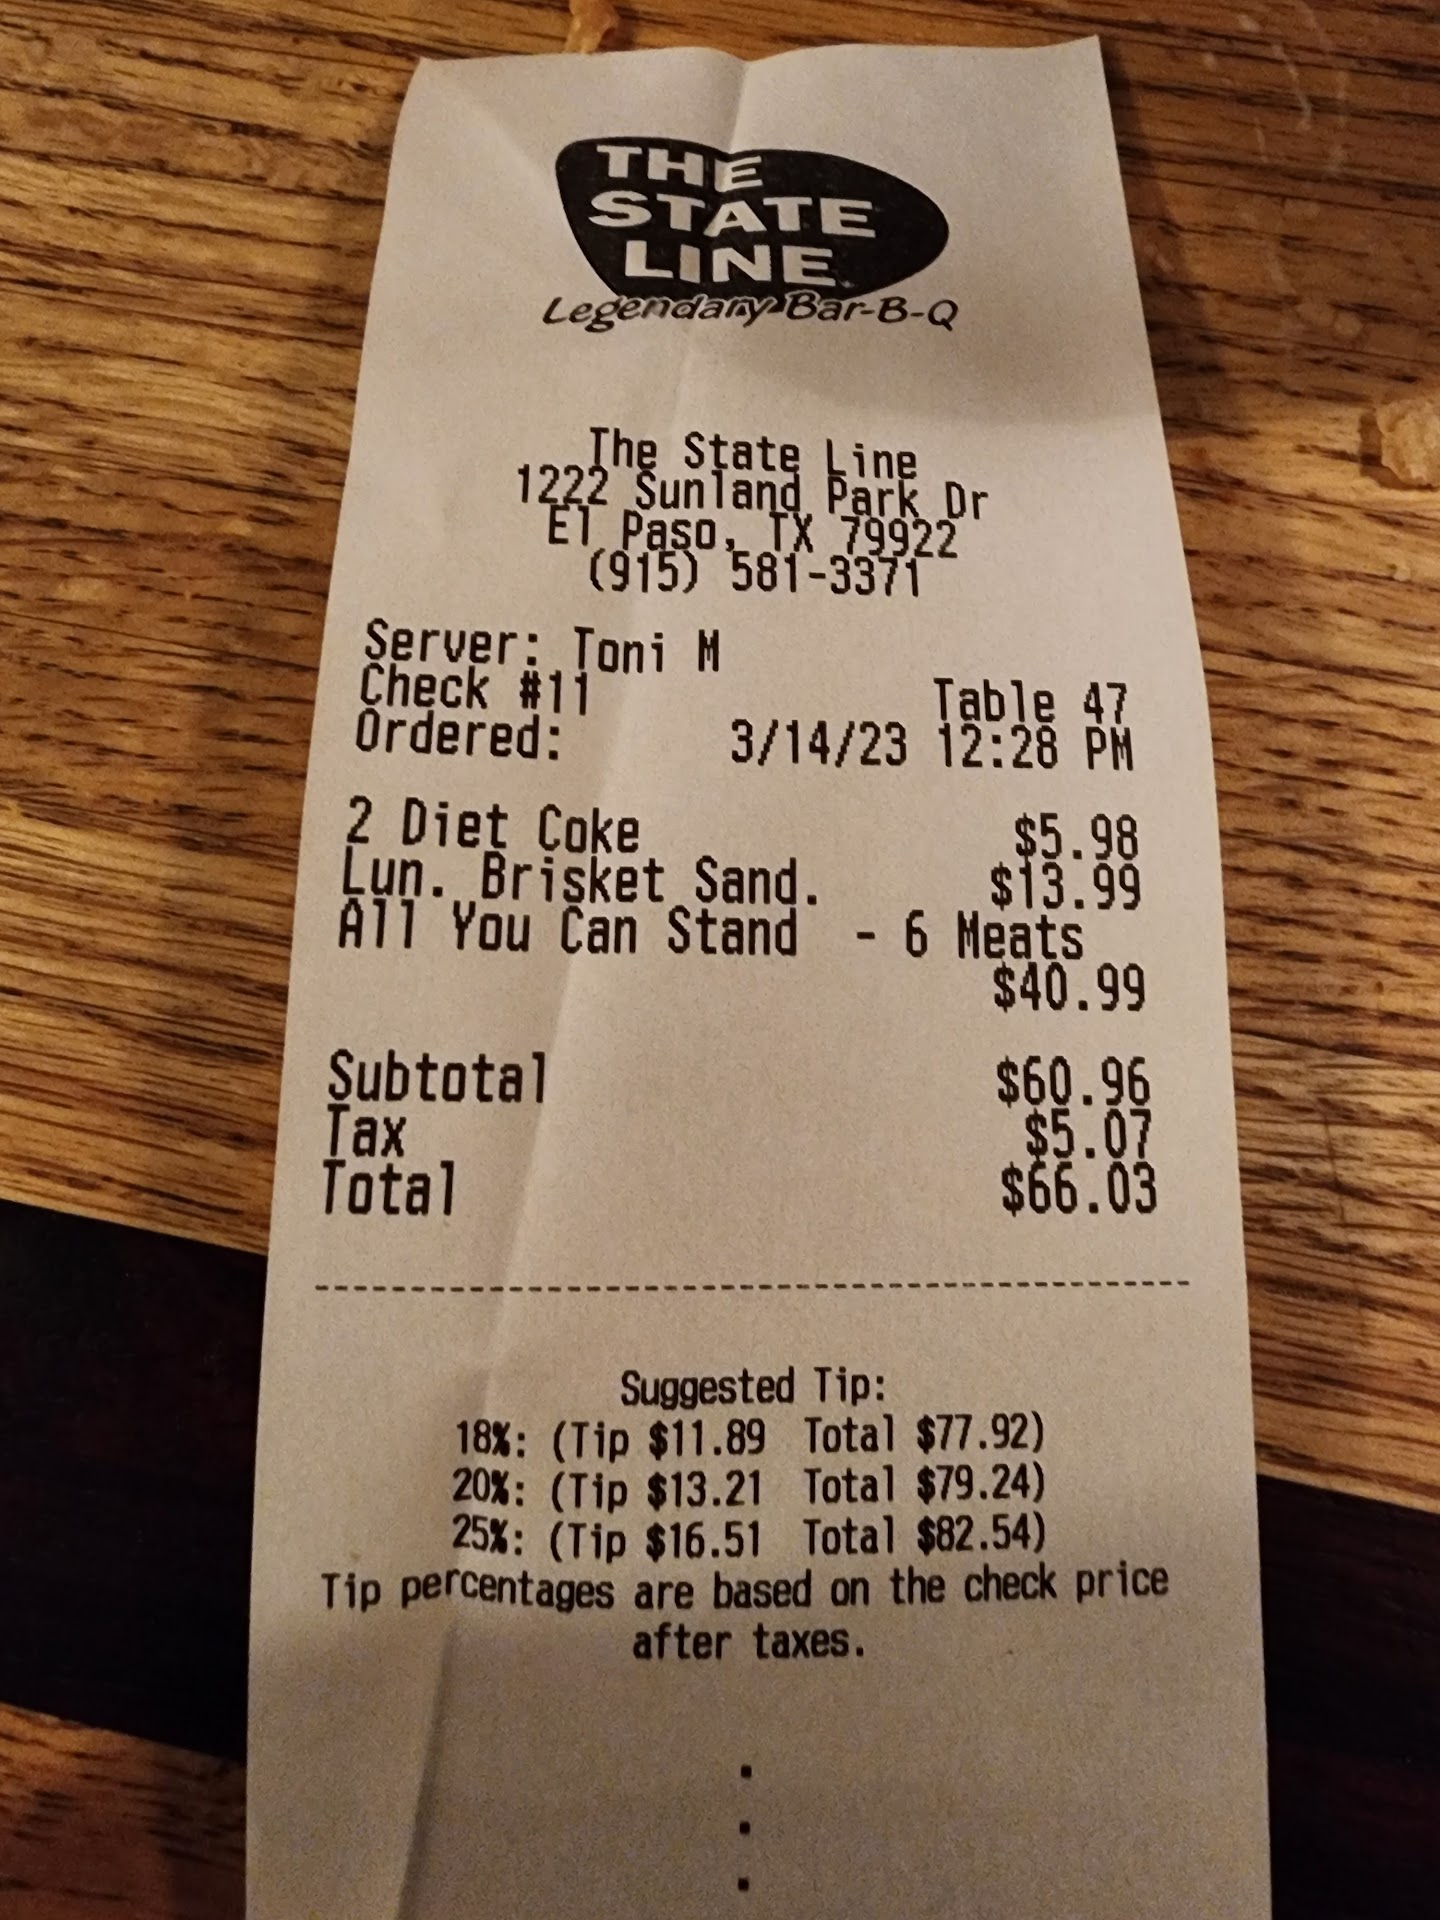 THE
STATE
LINE
Legendary Bar-B-Q
The State Line
1222 Sunland Park Dr
El Paso, TX 79922
(915) 581-3371
Server: Toni M
Check #11 Table 47
Ordered: 3/14/23 12:28 PM
2 Diet Coke $5.98
Lun. Brisket Sand. $13.99
All You Can Stand - 6 Meats
$40.99
Subtotal $60.96
Tax $5.07
Total $66.03
Suggested Tip:
18%: (Tip $11.89 Total $77.92)
20%: (Tip $13.21 Total $79.24)
25%: (Tip $16.51 Total $82.54)
Tip percentages are based on the check price
after taxes.